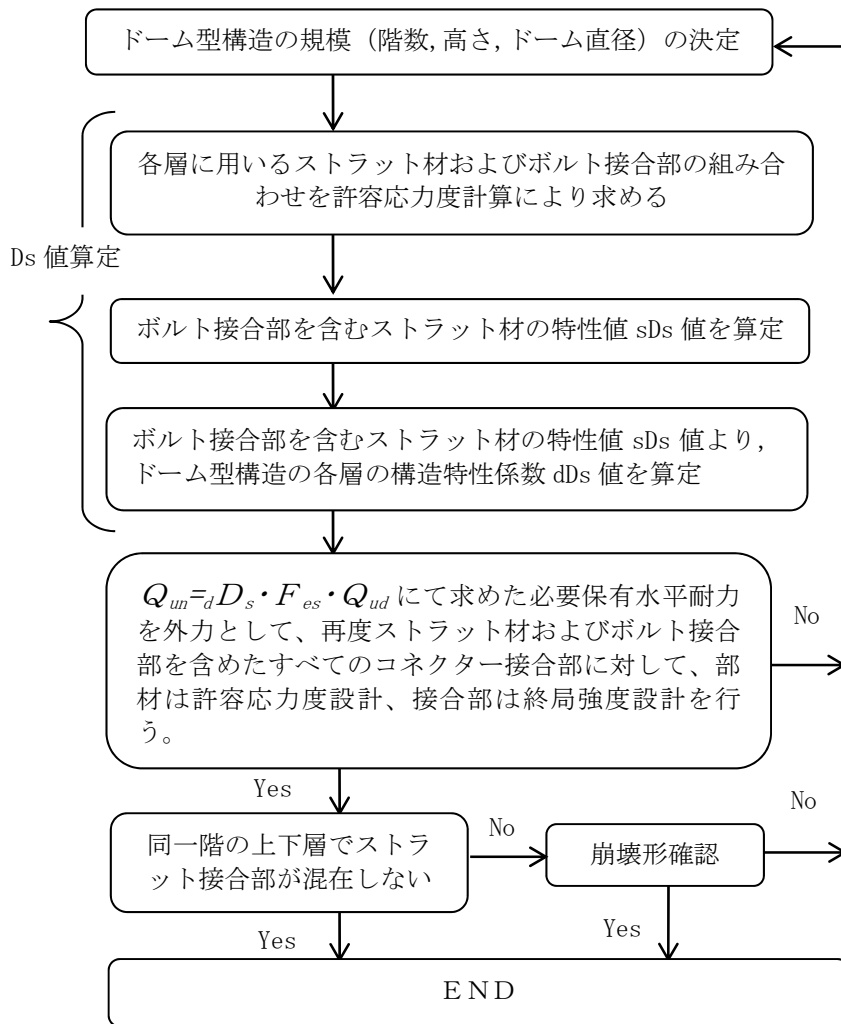 ドーム型構造の規模（階数,高さ,ドーム直径）の決定
各層に用いるストラット材およびボルト接合部の組み合
わせを許容応力度計算により求める
Ds 値算定
ボルト接合部を含むストラット材の特性値 sDs 値を算定
ボルト接合部を含むストラット材の特性値 sDs 値より,
ドーム型構造の各層の構造特性係数 dDs 値を算定
Qun=dDs・Fes・Qud にて求めた必要保有水平耐力
を外力として、再度ストラット材およびボルト接合
部を含めたすべてのコネクター接合部に対して、部
材は許容応力度設計、接合部は終局強度設計を行
う。
No
Yes
同一階の上下層でストラ
ット接合部が混在しない
No
崩壊形確認
No
Yes
Yes
ＥＮＤ